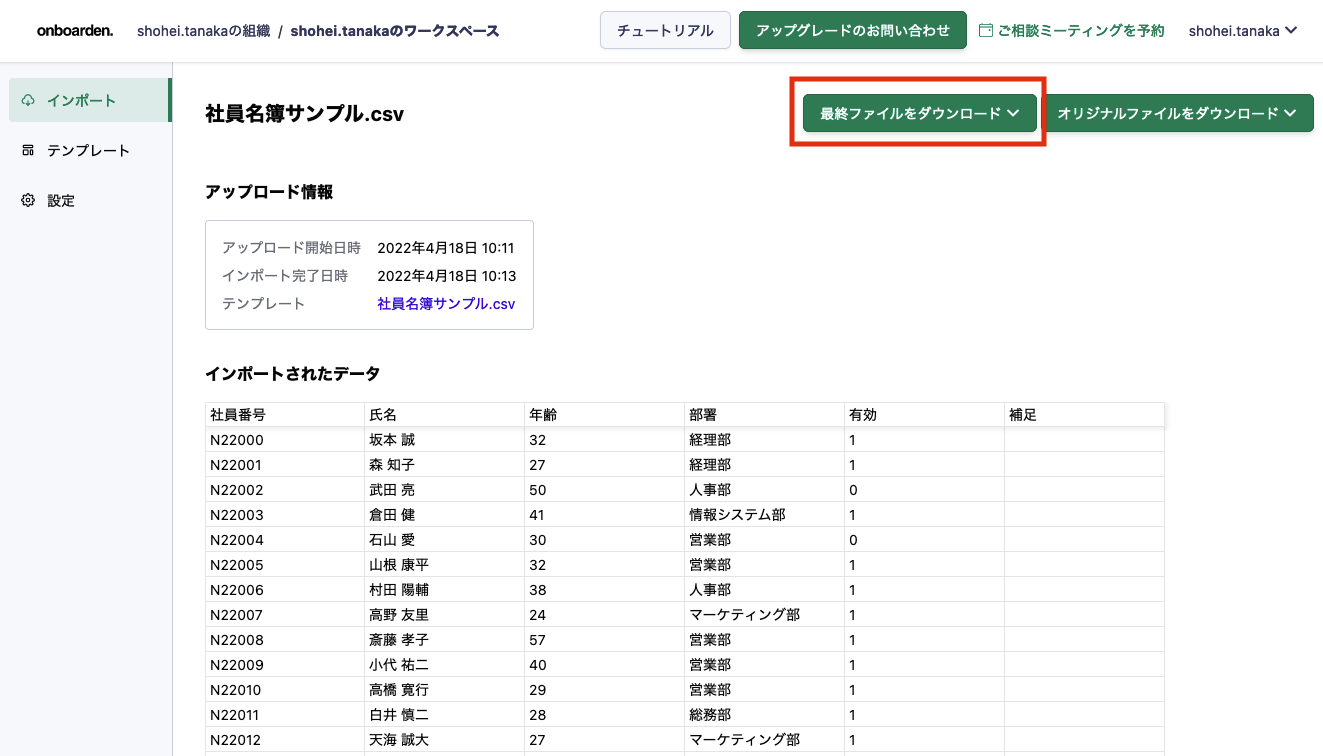 onboarden. shohei.tanakaの組織 / shohei.tanakaのワークスペース チュートリアル アップグレードのお問い合わせ ご相談ミーティングを予約 shohei.tanaka
インポート
テンプレート
設定
社員名簿サンプル.csv 最終ファイルをダウンロード オリジナルファイルをダウンロード
アップロード情報
アップロード開始日時 2022年4月18日 10:11
インポート完了日時 2022年4月18日 10:13
テンプレート 社員名簿サンプル.csv
インポートされたデータ
社員番号 氏名 年齢 部署 有効 補足
N22000 坂本 誠 32 経理部 1
N22001 森 知子 27 経理部 1
N22002 武田 亮 50 人事部 0
N22003 倉田 健 41 情報システム部 1
N22004 石山 愛 30 営業部 0
N22005 山根 康平 32 営業部 1
N22006 村田 陽輔 38 人事部 1
N22007 高野 友里 24 マーケティング部 1
N22008 斎藤 孝子 57 営業部 1
N22009 小代 祐二 40 営業部 1
N22010 高橋 寛行 29 営業部 1
N22011 白井 慎二 28 総務部 1
N22012 天海 誠大 27 マーケティング部 1